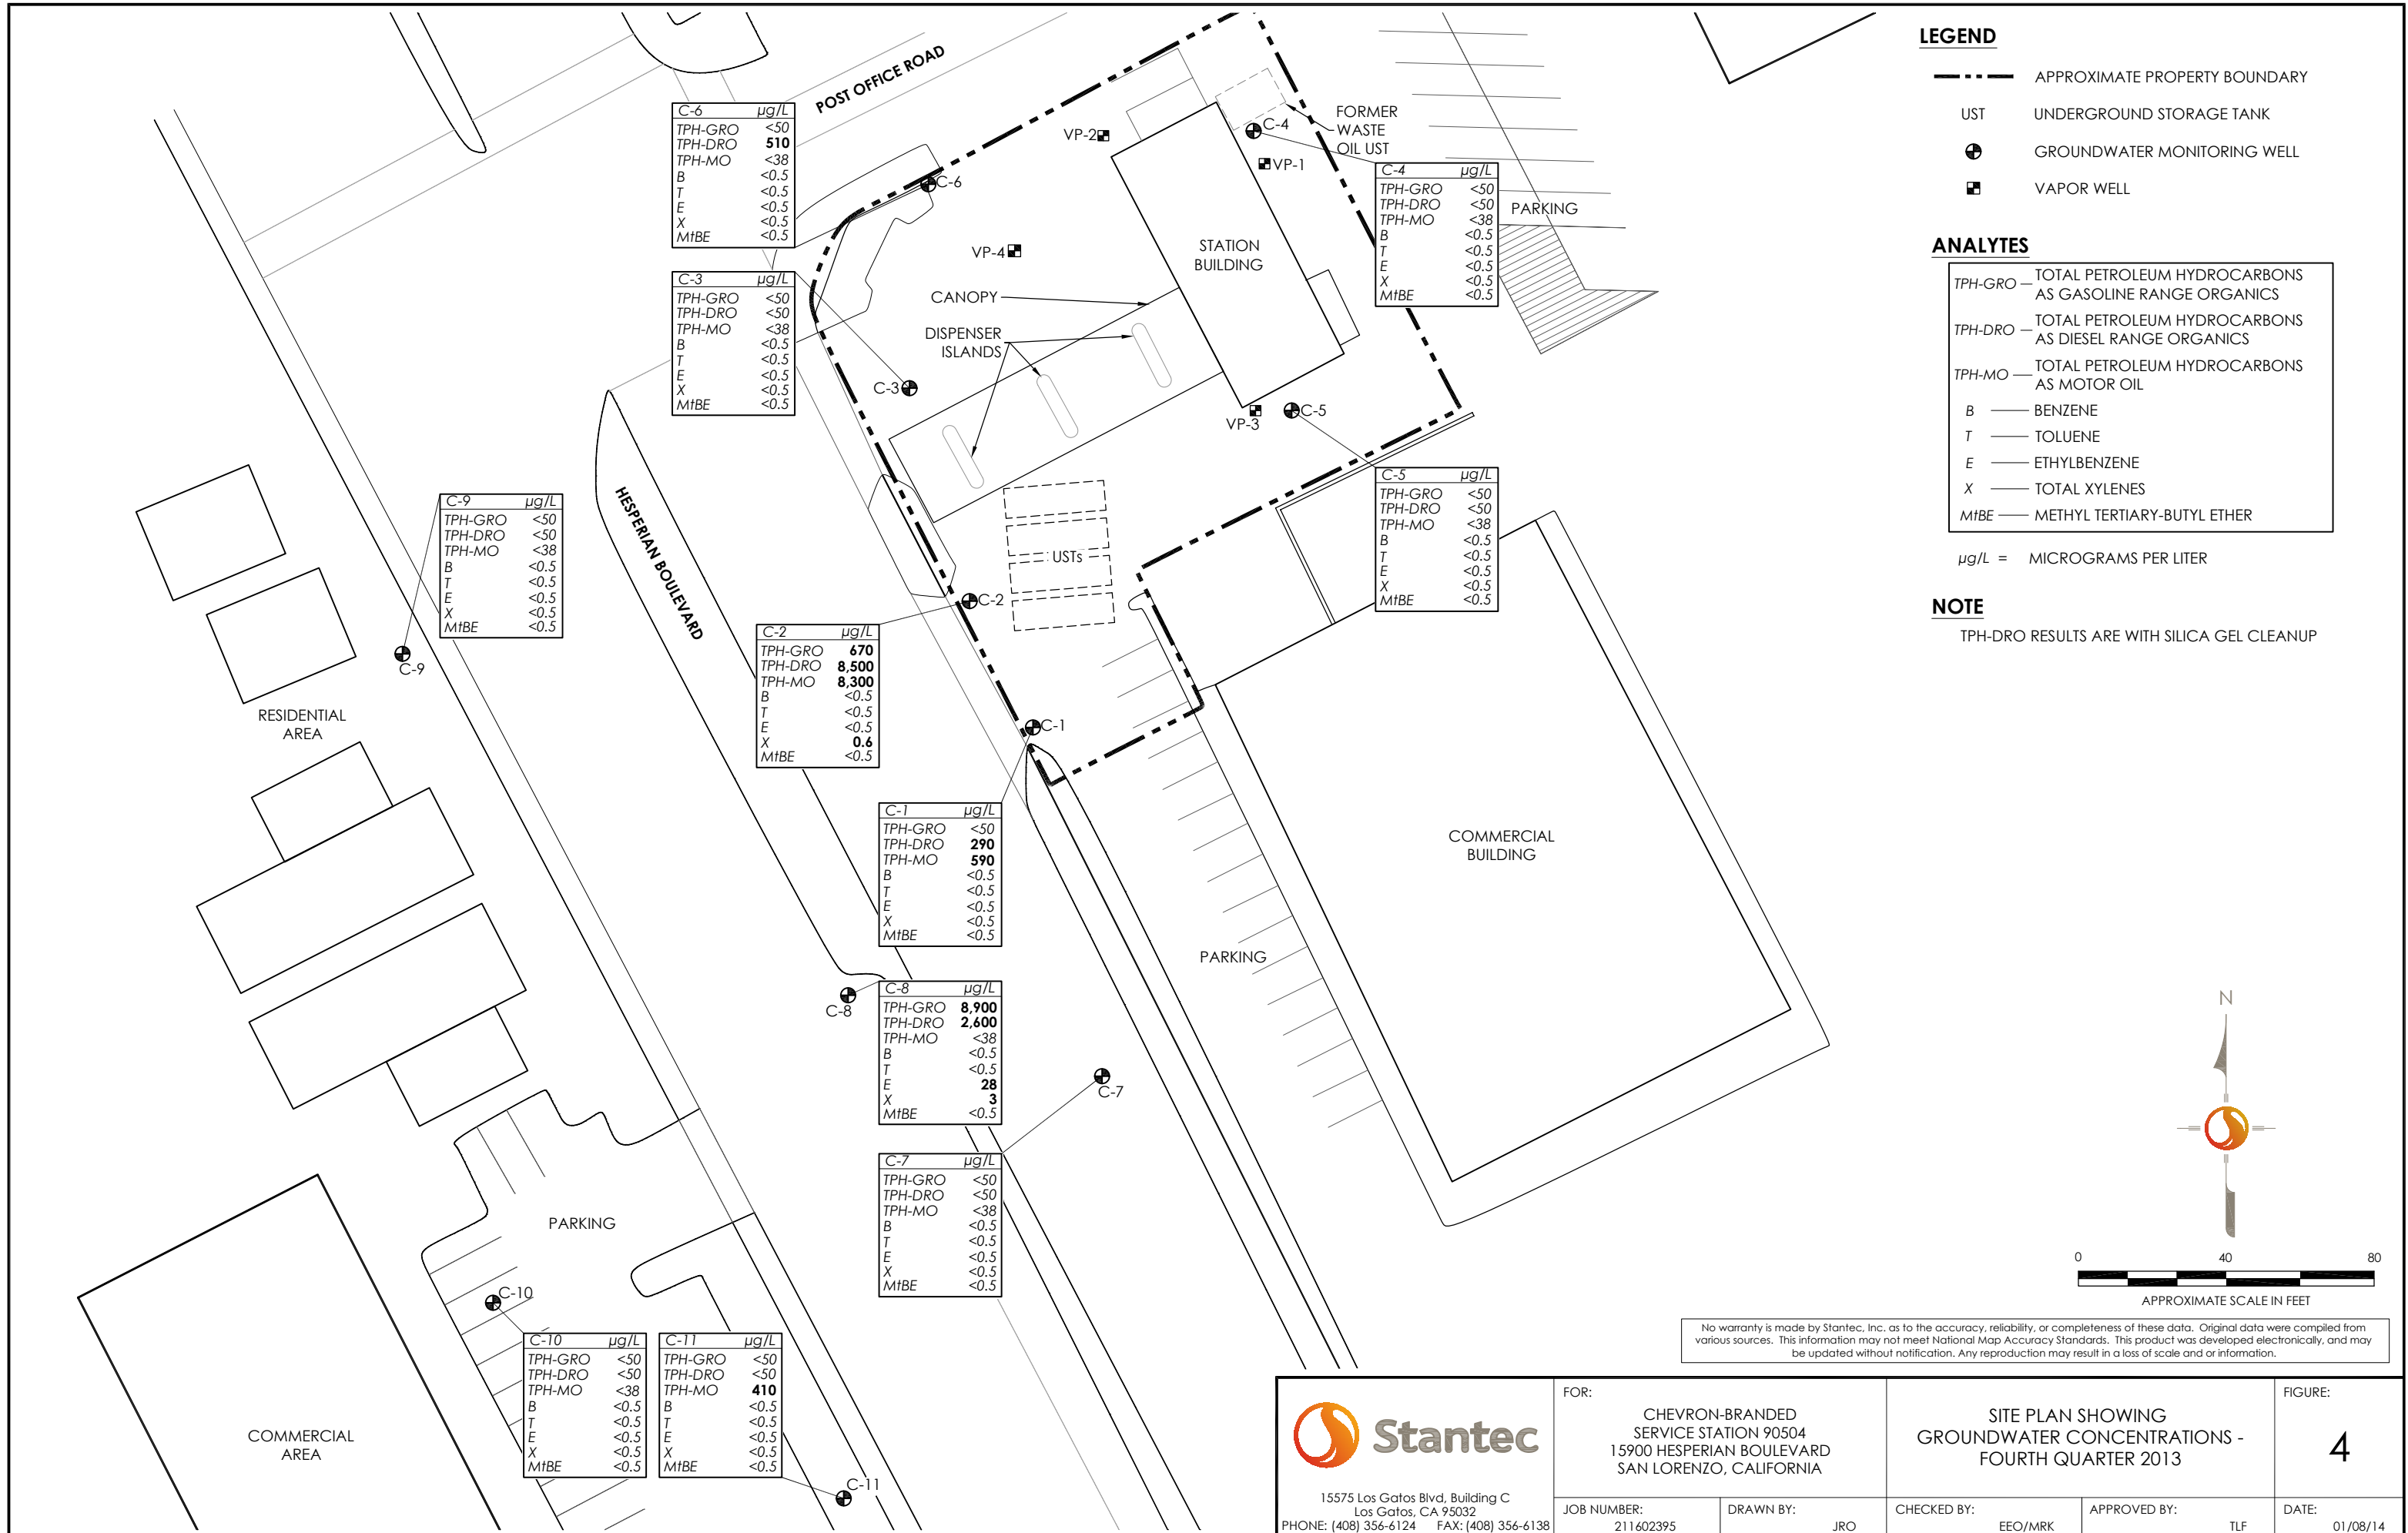 POST OFFICE ROAD
C-6 µg/L
TPH-GRO <50
TPH-DRO 510
TPH-MO <38
B <0.5
T <0.5
E <0.5
X <0.5
MtBE <0.5
C-6
VP-2
C-4
VP-1
FORMER
WASTE
OIL UST
C-4 µg/L
TPH-GRO <50
TPH-DRO <50
TPH-MO <38
B <0.5
T <0.5
E <0.5
X <0.5
MtBE <0.5
PARKING
STATION
BUILDING
VP-4
CANOPY
DISPENSER
ISLANDS
C-3 µg/L
TPH-GRO <50
TPH-DRO <50
TPH-MO <38
B <0.5
T <0.5
E <0.5
X <0.5
MtBE <0.5
C-3
VP-3
C-5
C-5 µg/L
TPH-GRO <50
TPH-DRO <50
TPH-MO <38
B <0.5
T <0.5
E <0.5
X <0.5
MtBE <0.5
HESPERIAN BOULEVARD
C-9 µg/L
TPH-GRO <50
TPH-DRO <50
TPH-MO <38
B <0.5
T <0.5
E <0.5
X <0.5
MtBE <0.5
C-9
RESIDENTIAL
AREA
USTs
C-2
C-2 µg/L
TPH-GRO 670
TPH-DRO 8,500
TPH-MO 8,300
B <0.5
T <0.5
E <0.5
X 0.6
MtBE <0.5
C-1
C-1 µg/L
TPH-GRO <50
TPH-DRO 290
TPH-MO 590
B <0.5
T <0.5
E <0.5
X <0.5
MtBE <0.5
COMMERCIAL
BUILDING
PARKING
C-8
C-8 µg/L
TPH-GRO 8,900
TPH-DRO 2,600
TPH-MO <38
B <0.5
T <0.5
E 28
X 3
MtBE <0.5
C-7
C-7 µg/L
TPH-GRO <50
TPH-DRO <50
TPH-MO <38
B <0.5
T <0.5
E <0.5
X <0.5
MtBE <0.5
PARKING
C-10
C-10 µg/L
TPH-GRO <50
TPH-DRO <50
TPH-MO <38
B <0.5
T <0.5
E <0.5
X <0.5
MtBE <0.5
C-11 µg/L
TPH-GRO <50
TPH-DRO <50
TPH-MO 410
B <0.5
T <0.5
E <0.5
X <0.5
MtBE <0.5
C-11
COMMERCIAL
AREA
LEGEND
APPROXIMATE PROPERTY BOUNDARY
UST UNDERGROUND STORAGE TANK
GROUNDWATER MONITORING WELL
VAPOR WELL
ANALYTES
TPH-GRO — TOTAL PETROLEUM HYDROCARBONS
AS GASOLINE RANGE ORGANICS
TPH-DRO — TOTAL PETROLEUM HYDROCARBONS
AS DIESEL RANGE ORGANICS
TPH-MO — TOTAL PETROLEUM HYDROCARBONS
AS MOTOR OIL
B — BENZENE
T — TOLUENE
E — ETHYLBENZENE
X — TOTAL XYLENES
MtBE — METHYL TERTIARY-BUTYL ETHER
µg/L = MICROGRAMS PER LITER
NOTE
TPH-DRO RESULTS ARE WITH SILICA GEL CLEANUP
N
0 40 80
APPROXIMATE SCALE IN FEET
No warranty is made by Stantec, Inc. as to the accuracy, reliability, or completeness of these data. Original data were compiled from
various sources. This information may not meet National Map Accuracy Standards. This product was developed electronically, and may
be updated without notification. Any reproduction may result in a loss of scale and or information.
Stantec
15575 Los Gatos Blvd, Building C
Los Gatos, CA 95032
PHONE: (408) 356-6124 FAX: (408) 356-6138
FOR:
CHEVRON-BRANDED
SERVICE STATION 90504
15900 HESPERIAN BOULEVARD
SAN LORENZO, CALIFORNIA
SITE PLAN SHOWING
GROUNDWATER CONCENTRATIONS -
FOURTH QUARTER 2013
FIGURE:
4
JOB NUMBER:
211602395
DRAWN BY:
JRO
CHECKED BY:
EEO/MRK
APPROVED BY:
TLF
DATE:
01/08/14